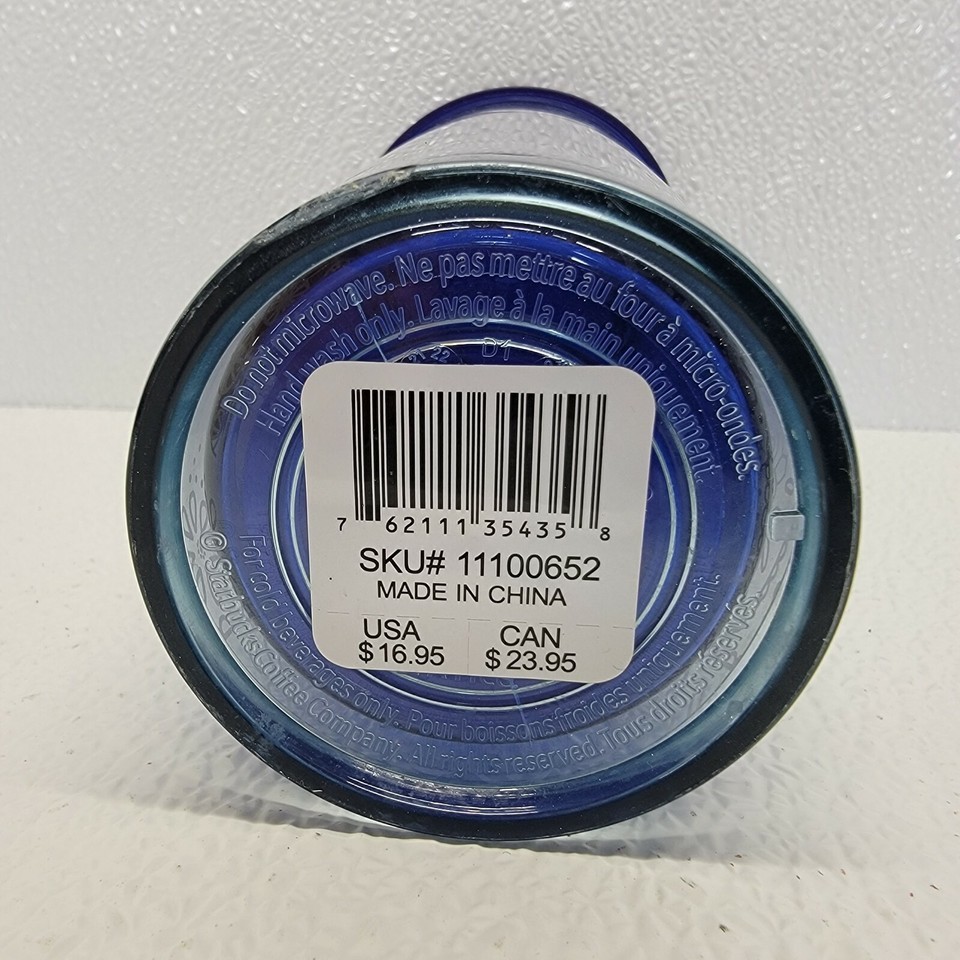 Do not microwave. Ne pas mettre au four à micro-ondes.
Hand wash only. Lavage à la main uniquement.
D1
22
7 62111 35435 8
SKU# 11100652
MADE IN CHINA
USA CAN
$16.95 $23.95
For cold beverages only. Pour boissons froides uniquement.
© Starbucks Coffee Company. All rights reserved. Tous droits réservés.